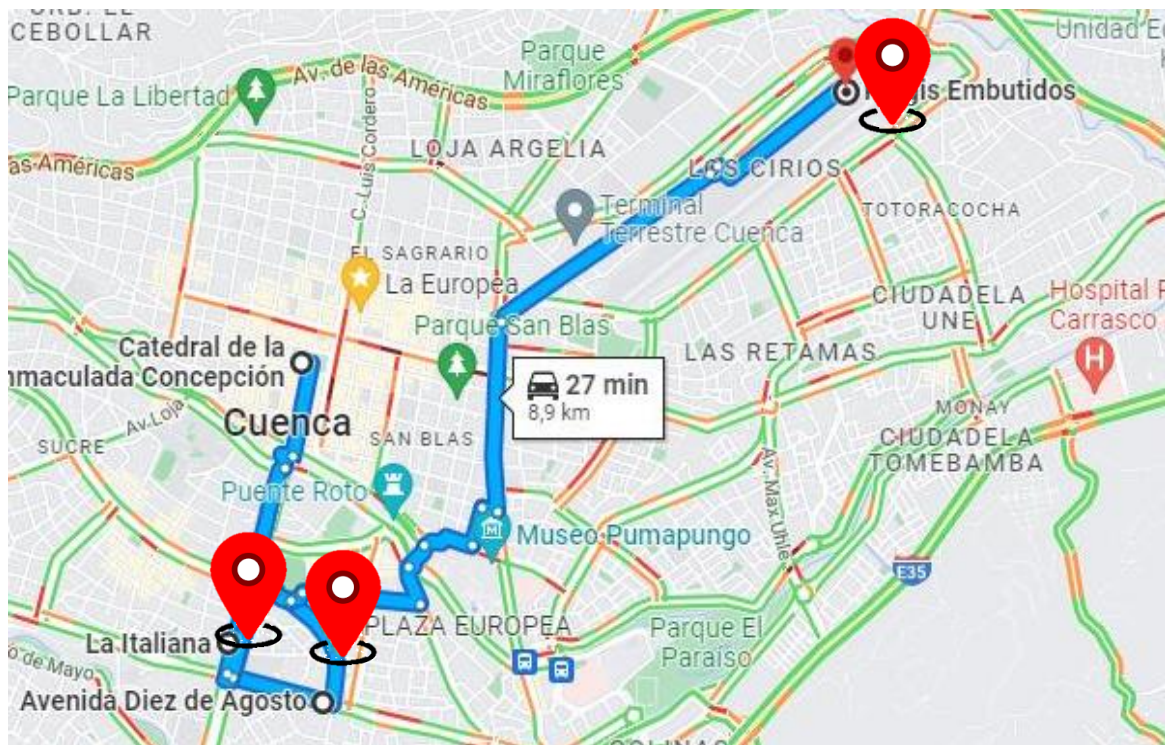 CEBOLLAR
Parque
Miraflores
Av. de las Américas
Parque La Libertad
C. Luis Cordero
LOJA ARGELIA
as Américas
Embutidos
LOS CIRIOS
TOTORACOCHA
Terminal
Terrestre Cuenca
EL SAGRARIO
La Europea
Parque San Blas
CIUDADELA
UNE
Hospital
Carrasco
H
Catedral de la
nmaculada Concepción
LAS RETAMAS
27 min
8,9 km
Av. Loja
Cuenca
SAN BLAS
SUCRE
MONAY
CIUDADELA
TOMEBAMBA
Av. Max Uhle
Puente Roto
Museo Pumapungo
E35
La Italiana
PLAZA EUROPEA
Parque El
Paraíso
o de Mayo
Avenida Diez de Agosto
COLINAS